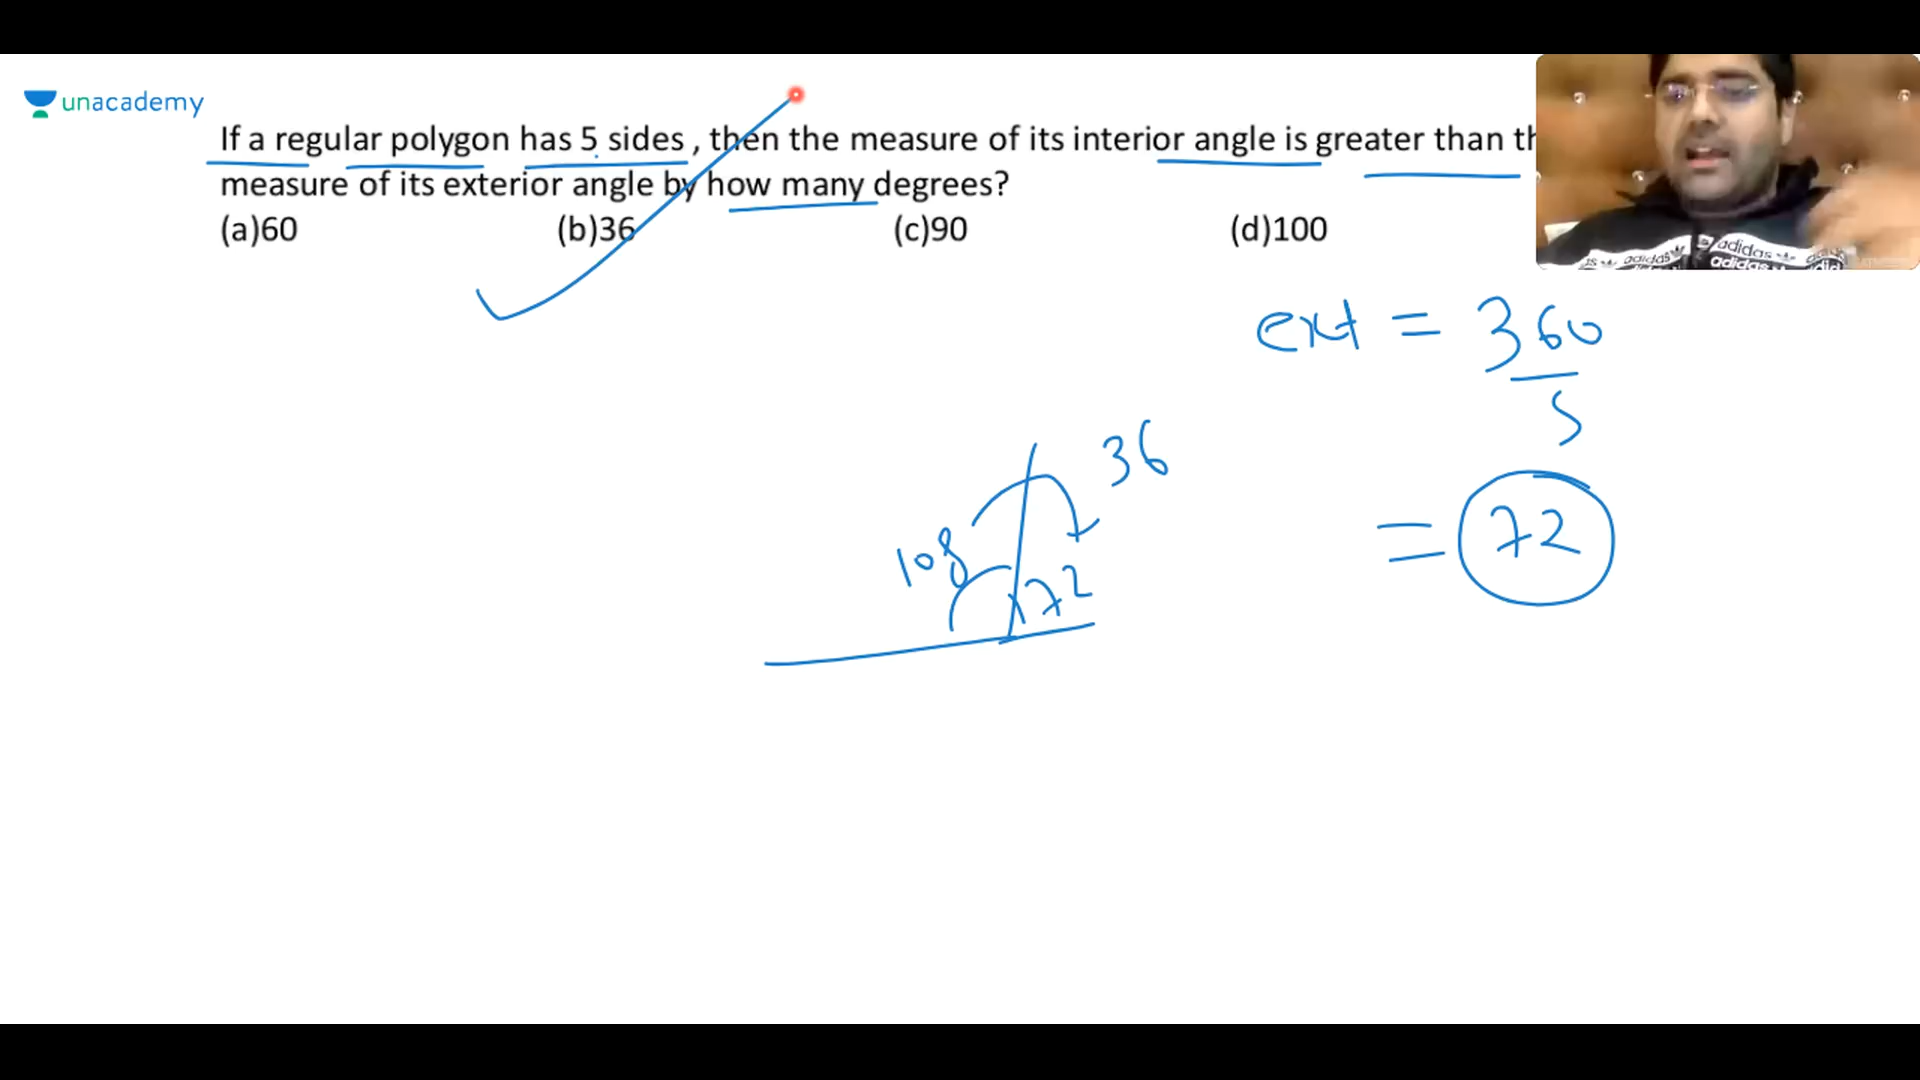 unacademy
If a regular polygon has 5 sides , then the measure of its interior angle is greater than th
measure of its exterior angle by how many degrees?
(a)60 (b)36 (c)90 (d)100
adidas
adidas adidas
ext = 360
5
= 72
36
108
72